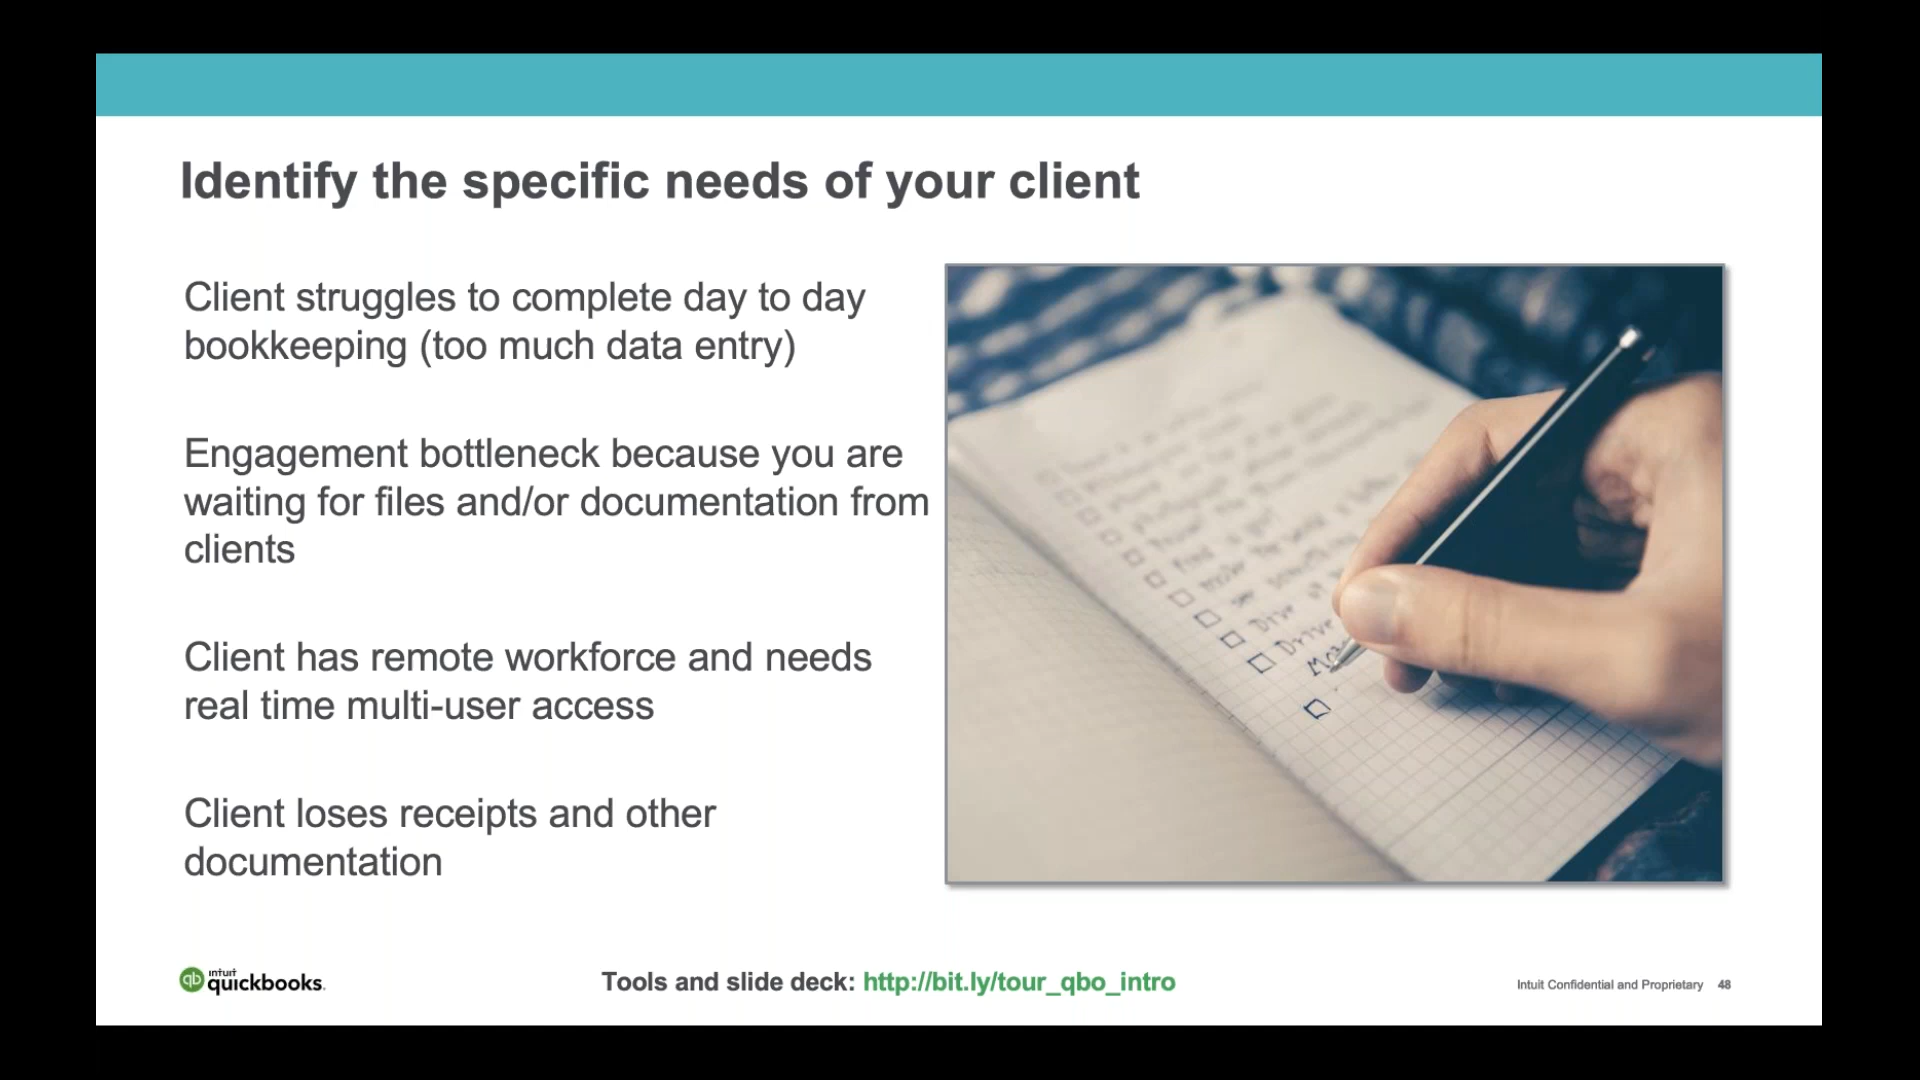 Identify the specific needs of your client
Client struggles to complete day to day
bookkeeping (too much data entry)
Engagement bottleneck because you are
waiting for files and/or documentation from
clients
Client has remote workforce and needs
real time multi-user access
Client loses receipts and other
documentation
Drive
Drive
qb
intuit
quickbooks.
Tools and slide deck: http://bit.ly/tour_qbo_intro
Intuit Confidential and Proprietary 48